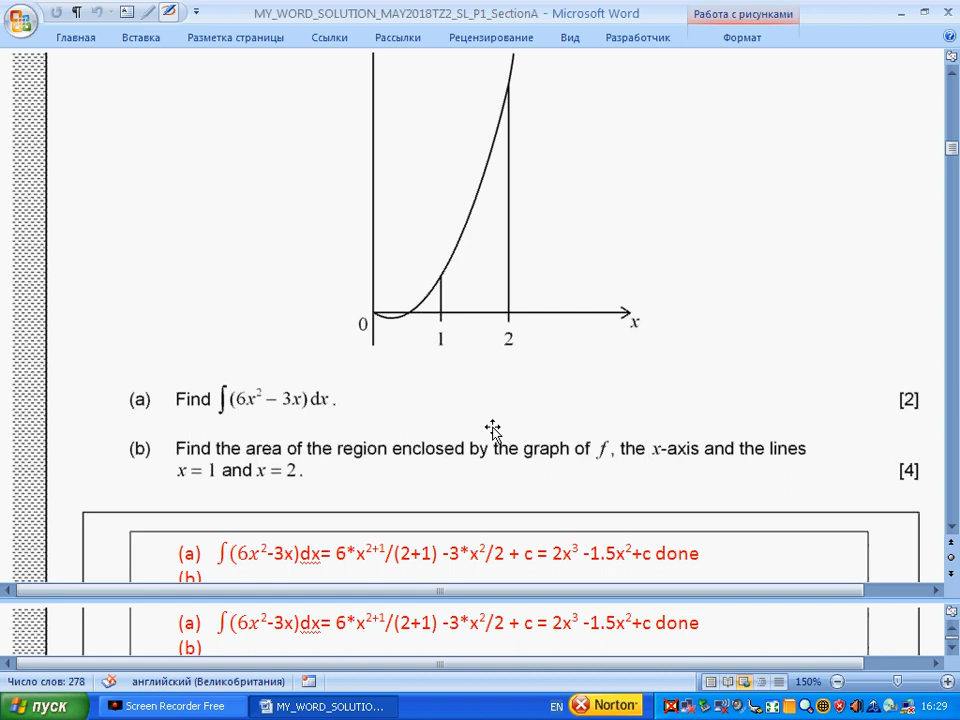 MY_WORD_SOLUTION_MAY2018TZ2_SL_P1_SectionA - Microsoft Word
Работа с рисунками
Главная Вставка Разметка страницы Ссылки Рассылки Рецензирование Вид Разработчик Формат
0 1 2 x
(a) Find ∫(6x² − 3x)dx. [2]
(b) Find the area of the region enclosed by the graph of f, the x-axis and the lines
x = 1 and x = 2. [4]
(a) ∫(6x²-3x)dx= 6*x²⁺¹/(2+1) -3*x²/2 + c = 2x³ -1.5x²+c done
(b)
(a) ∫(6x²-3x)dx= 6*x²⁺¹/(2+1) -3*x²/2 + c = 2x³ -1.5x²+c done
(b)
Число слов: 278 английский (Великобритания) 150%
пуск Screen Recorder Free MY_WORD_SOLUTIO... EN Norton 16:29